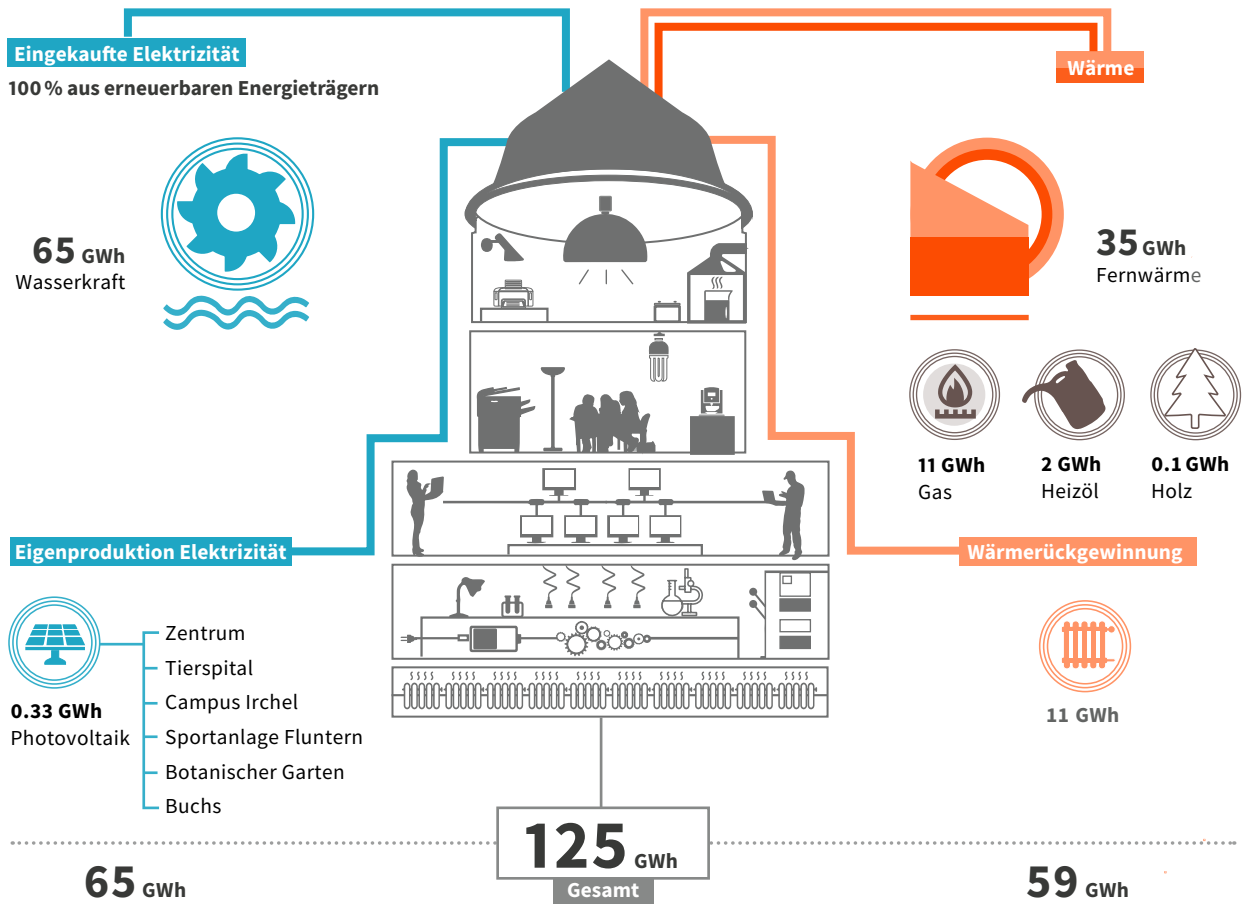 Eingekaufte Elektrizität
100 % aus erneuerbaren Energieträgern
65 GWh
Wasserkraft
Eigenproduktion Elektrizität
0.33 GWh
Photovoltaik
Zentrum
Tierspital
Campus Irchel
Sportanlage Fluntern
Botanischer Garten
Buchs
Wärme
35 GWh
Fernwärme
11 GWh
Gas
2 GWh
Heizöl
0.1 GWh
Holz
Wärmerückgewinnung
11 GWh
65 GWh
125 GWh
Gesamt
59 GWh